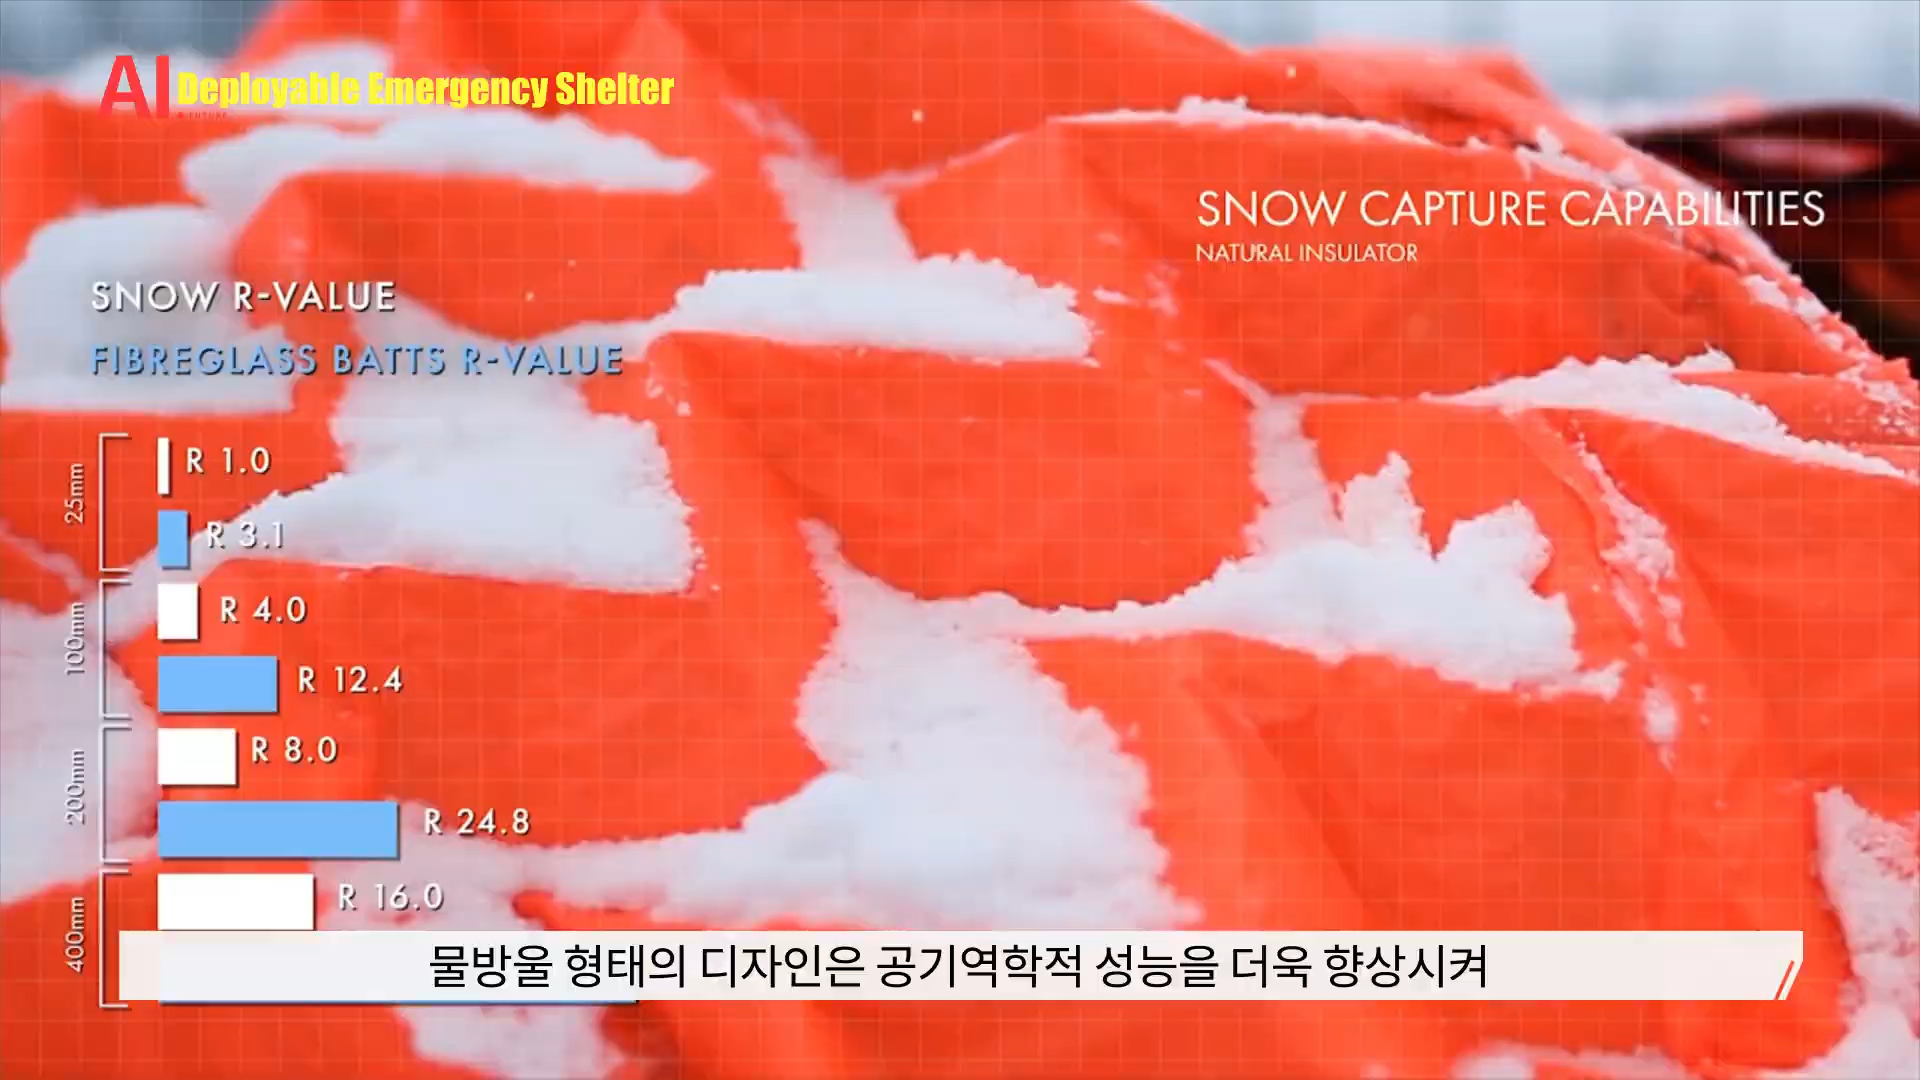 AI Deployable Emergency Shelter
& FUTURE
SNOW CAPTURE CAPABILITIES
NATURAL INSULATOR
SNOW R-VALUE
FIBREGLASS BATTS R-VALUE
25mm
R 1.0
R 3.1
100mm
R 4.0
R 12.4
200mm
R 8.0
R 24.8
400mm
R 16.0
물방울 형태의 디자인은 공기역학적 성능을 더욱 향상시켜